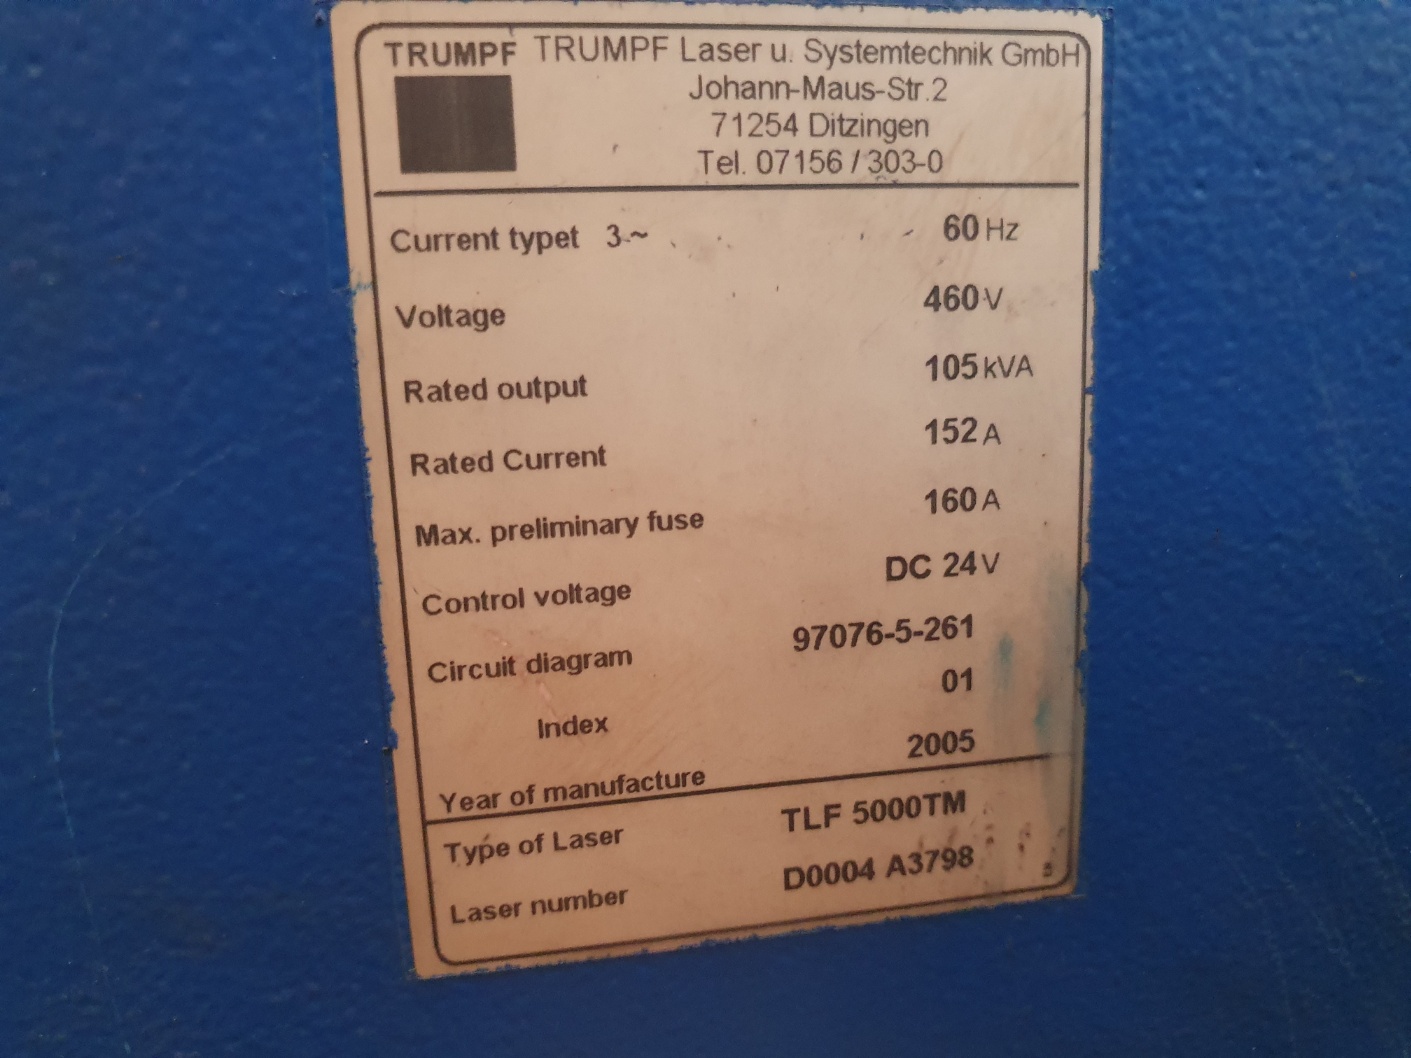 TRUMPF TRUMPF Laser u. Systemtechnik GmbH
Johann-Maus-Str.2
71254 Ditzingen
Tel. 07156 / 303-0
Current typet 3~ 60 Hz
Voltage 460 V
Rated output 105 kVA
Rated Current 152 A
Max. preliminary fuse 160 A
Control voltage DC 24 V
Circuit diagram 97076-5-261
Index 01
Year of manufacture 2005
Type of Laser TLF 5000TM
Laser number D0004 A3798